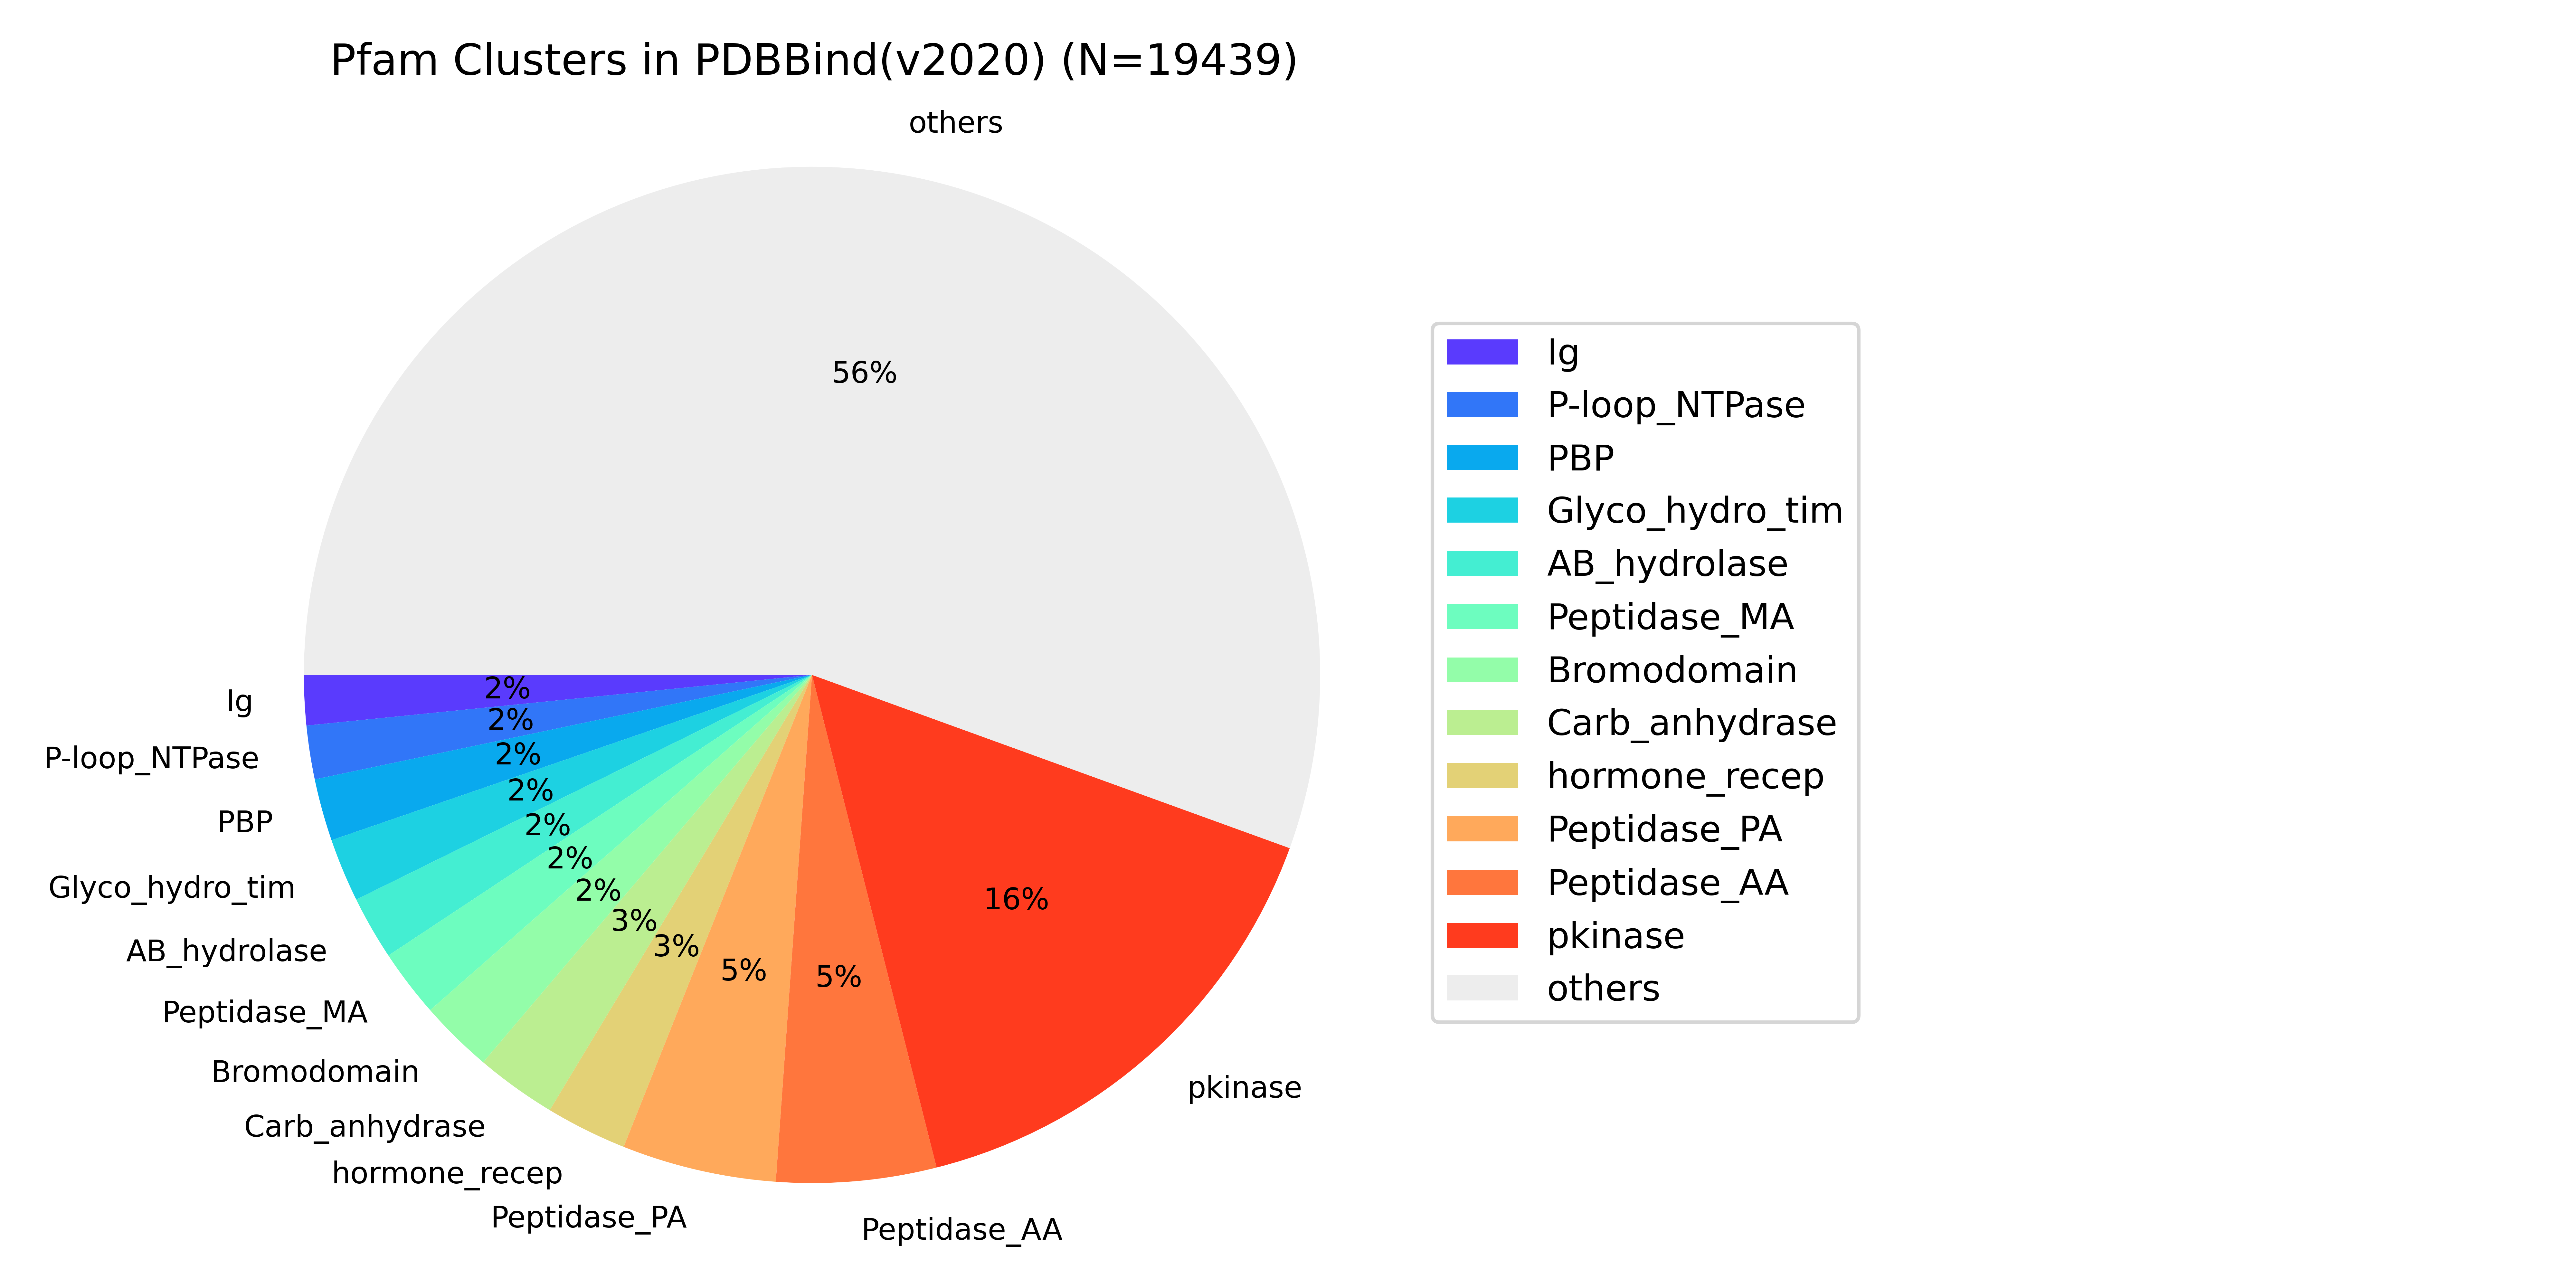 Pfam Clusters in PDBBind(v2020) (N=19439)
others
56%
2%
Ig
2%
P-loop_NTPase
2%
PBP
2%
Glyco_hydro_tim
2%
AB_hydrolase
2%
Peptidase_MA
2%
Bromodomain
3%
Carb_anhydrase
3%
hormone_recep
5%
Peptidase_PA
5%
Peptidase_AA
16%
pkinase
Ig
P-loop_NTPase
PBP
Glyco_hydro_tim
AB_hydrolase
Peptidase_MA
Bromodomain
Carb_anhydrase
hormone_recep
Peptidase_PA
Peptidase_AA
pkinase
others